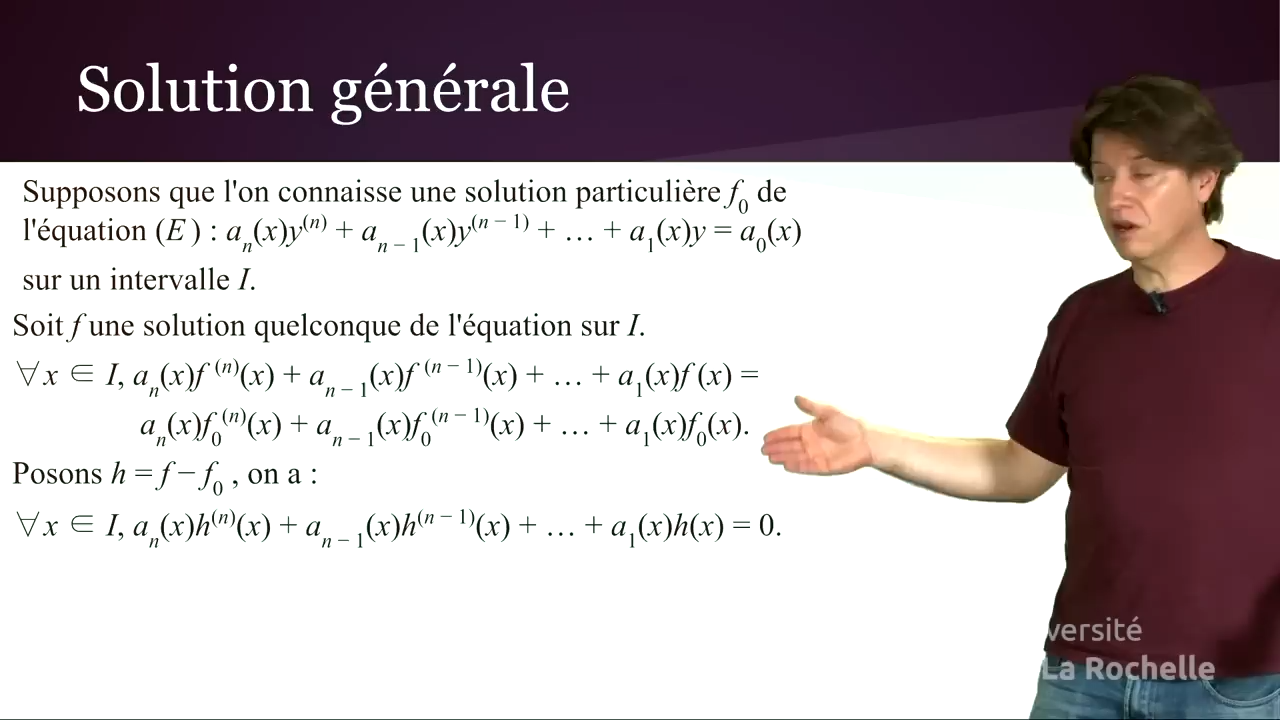 Solution générale
Supposons que l'on connaisse une solution particulière f₀ de
l'équation (E) : aₙ(x)y⁽ⁿ⁾ + aₙ₋₁(x)y⁽ⁿ⁻¹⁾ + … + a₁(x)y = a₀(x)
sur un intervalle I.
Soit f une solution quelconque de l'équation sur I.
∀x ∈ I, aₙ(x)f⁽ⁿ⁾(x) + aₙ₋₁(x)f⁽ⁿ⁻¹⁾(x) + … + a₁(x)f(x) =
aₙ(x)f₀⁽ⁿ⁾(x) + aₙ₋₁(x)f₀⁽ⁿ⁻¹⁾(x) + … + a₁(x)f₀(x).
Posons h = f − f₀ , on a :
∀x ∈ I, aₙ(x)h⁽ⁿ⁾(x) + aₙ₋₁(x)h⁽ⁿ⁻¹⁾(x) + … + a₁(x)h(x) = 0.
versité
La Rochelle